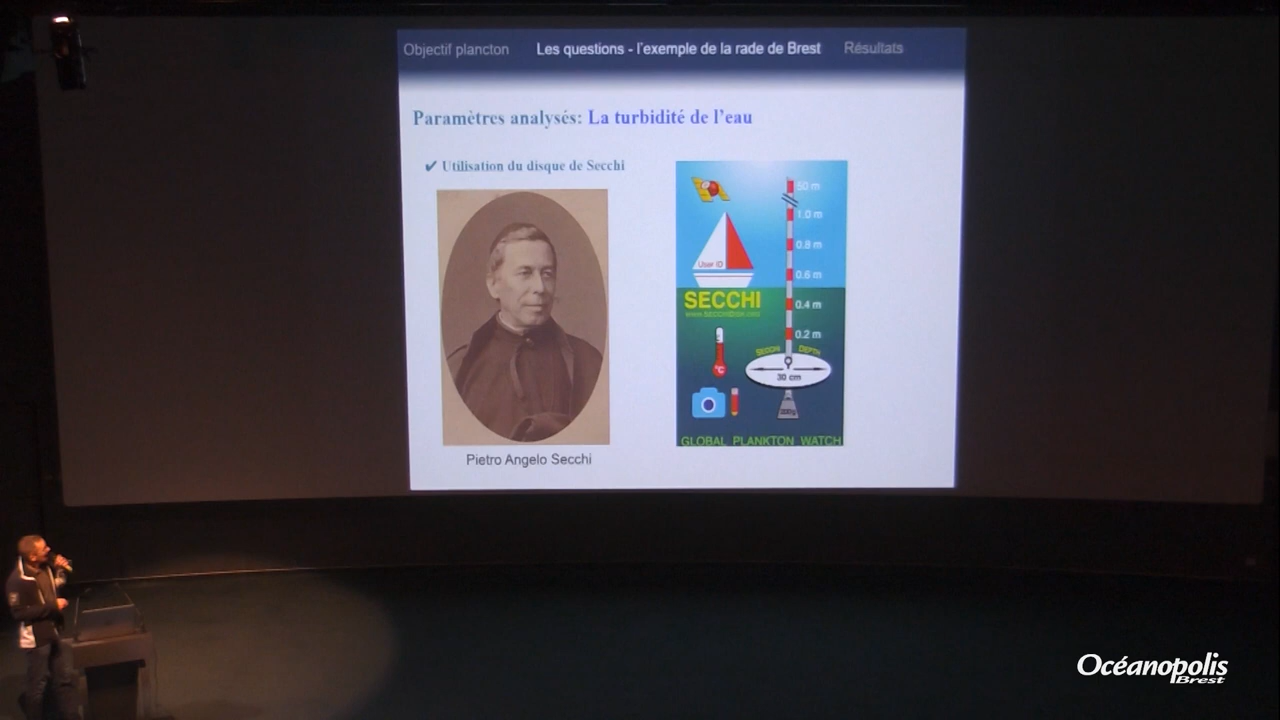 Objectif plancton Les questions - l'exemple de la rade de Brest Résultats
Paramètres analysés: La turbidité de l'eau
✔ Utilisation du disque de Secchi
50 m
1.0 m
0.8 m
User ID
0.6 m
SECCHI
0.4 m
0.2 m
SECCHI DEPTH
°C
30 cm
GLOBAL PLANKTON WATCH
Pietro Angelo Secchi
Océanopolis
Brest